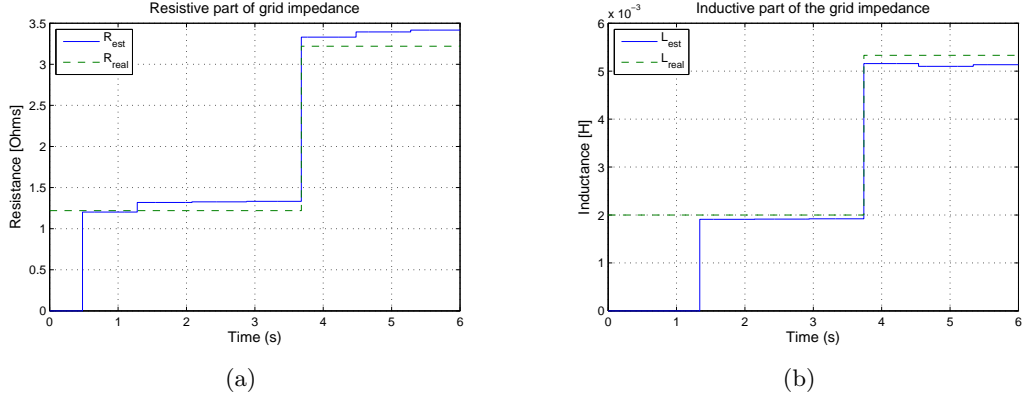 Resistive part of grid impedance
3.5
3
2.5
2
1.5
1
0.5
0
Resistance [Ohms]
R_est
R_real
0 1 2 3 4 5 6
Time (s)
(a)
Inductive part of the grid impedance
x 10^-3
6
5
4
3
2
1
0
Inductance [H]
L_est
L_real
0 1 2 3 4 5 6
Time (s)
(b)